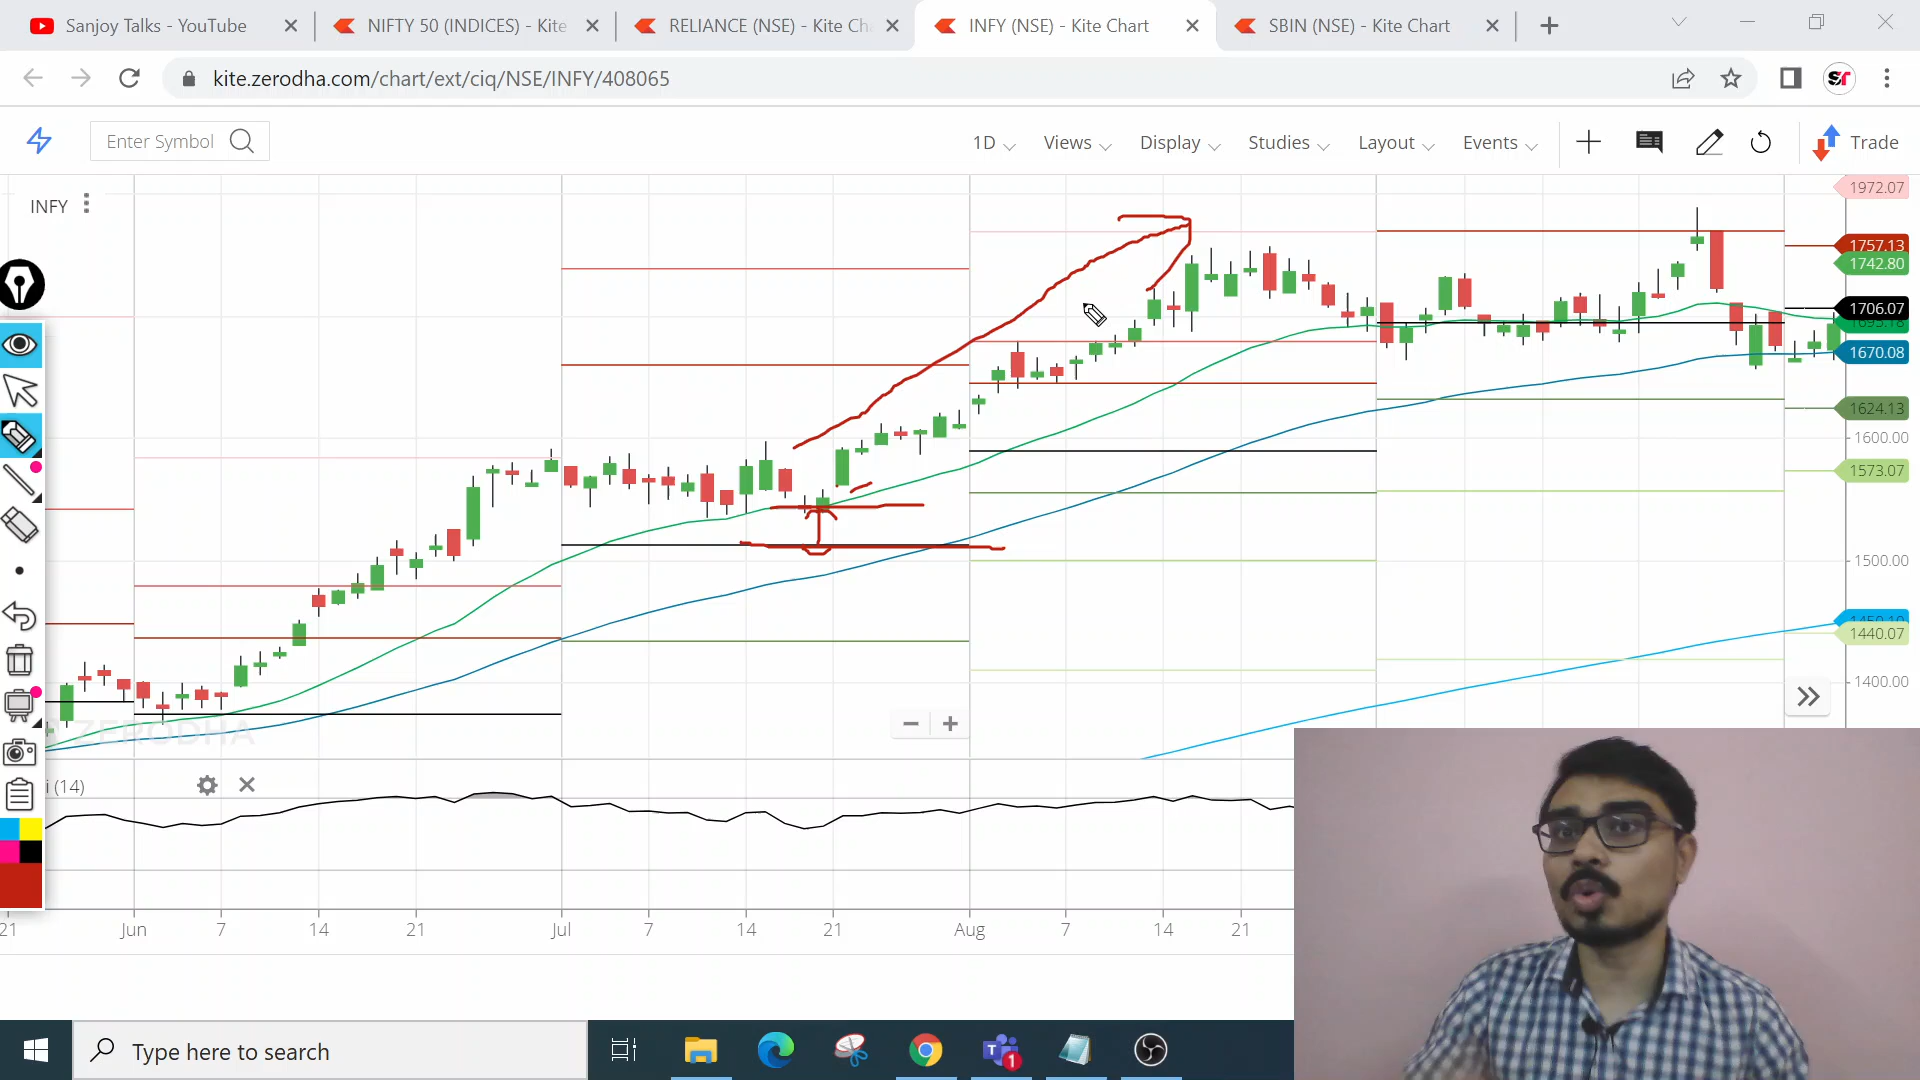 Sanjoy Talks - YouTube
NIFTY 50 (INDICES) - Kite
RELIANCE (NSE) - Kite Ch
INFY (NSE) - Kite Chart
SBIN (NSE) - Kite Chart
kite.zerodha.com/chart/ext/ciq/NSE/INFY/408065
Enter Symbol
1D
Views
Display
Studies
Layout
Events
Trade
INFY
1972.07
1757.13
1742.80
1706.07
1670.08
1624.13
1600.00
1573.07
1500.00
1440.07
1400.00
ZERODHA
i (14)
21
Jun
7
14
21
Jul
7
14
21
Aug
7
14
21
Type here to search
1